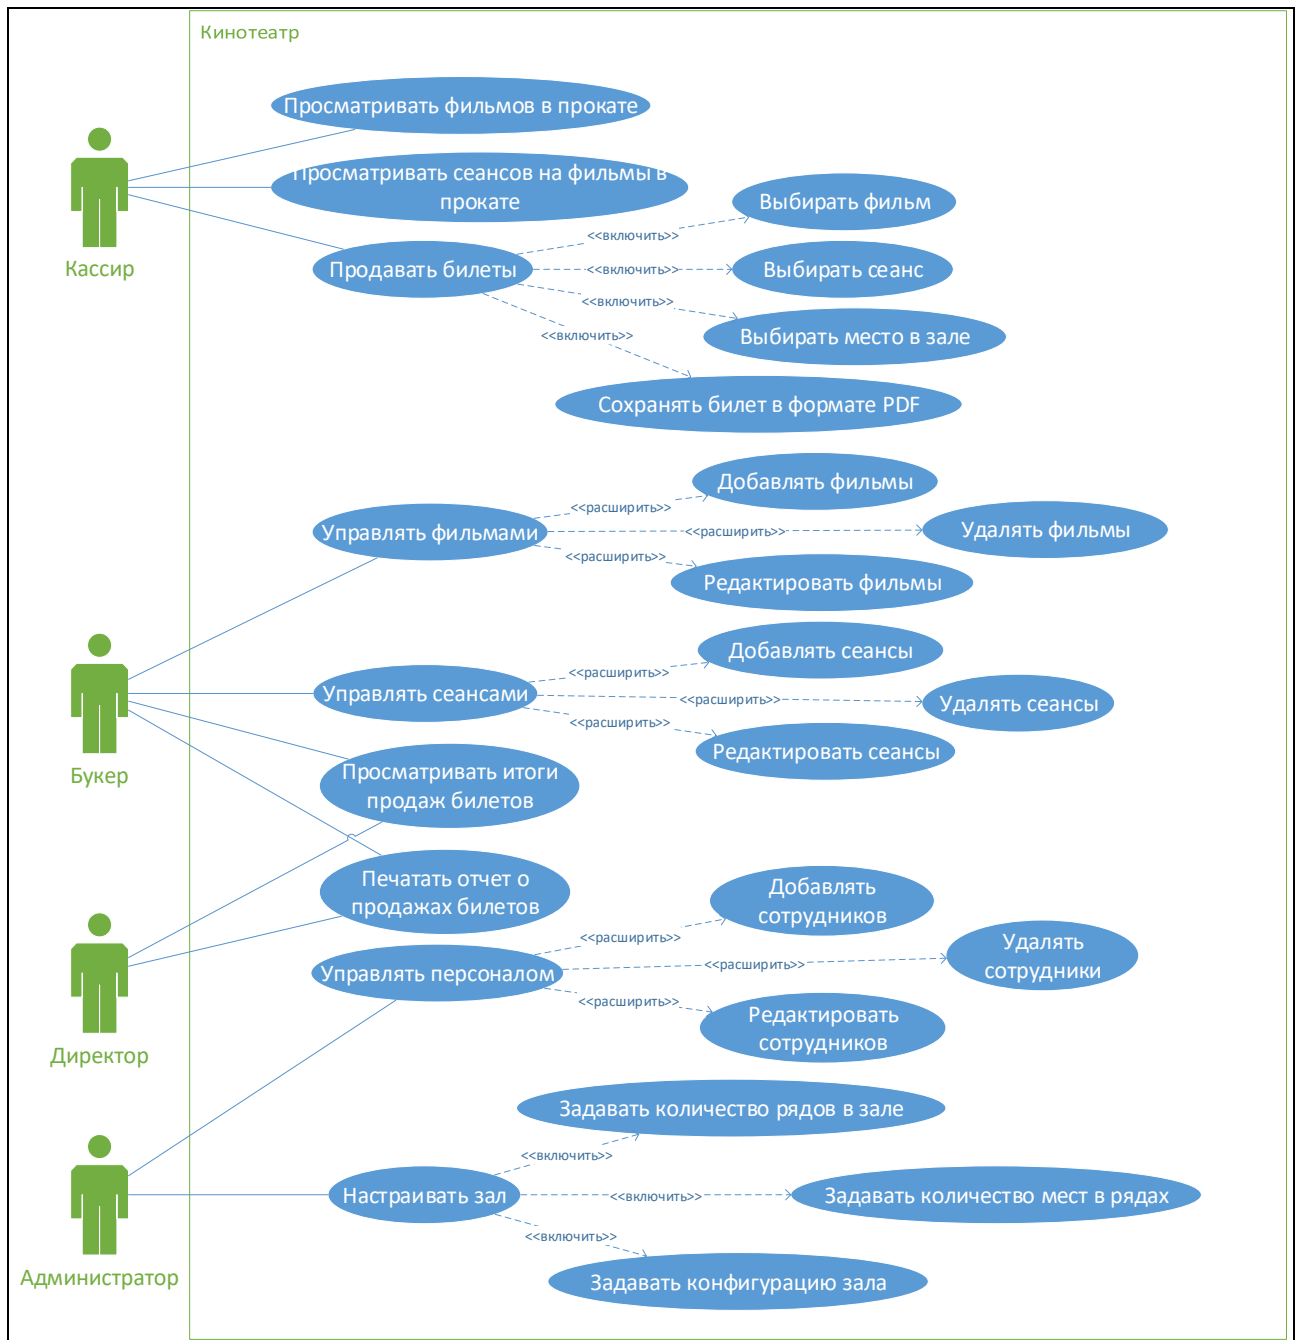 Кинотеатр
Просматривать фильмов в прокате
Просматривать сеансов на фильмы в
прокате
Кассир
Продавать билеты
<<включить>>
Выбирать фильм
<<включить>>
Выбирать сеанс
<<включить>>
Выбирать место в зале
<<включить>>
Сохранять билет в формате PDF
Управлять фильмами
<<расширить>>
Добавлять фильмы
<<расширить>>
Удалять фильмы
<<расширить>>
Редактировать фильмы
Букер
Управлять сеансами
<<расширить>>
Добавлять сеансы
<<расширить>>
Удалять сеансы
<<расширить>>
Редактировать сеансы
Просматривать итоги
продаж билетов
Печатать отчет о
продажах билетов
Директор
Управлять персоналом
<<расширить>>
Добавлять
сотрудников
<<расширить>>
Удалять
сотрудники
<<расширить>>
Редактировать
сотрудников
Администратор
Настраивать зал
<<включить>>
Задавать количество рядов в зале
<<включить>>
Задавать количество мест в рядах
<<включить>>
Задавать конфигурацию зала